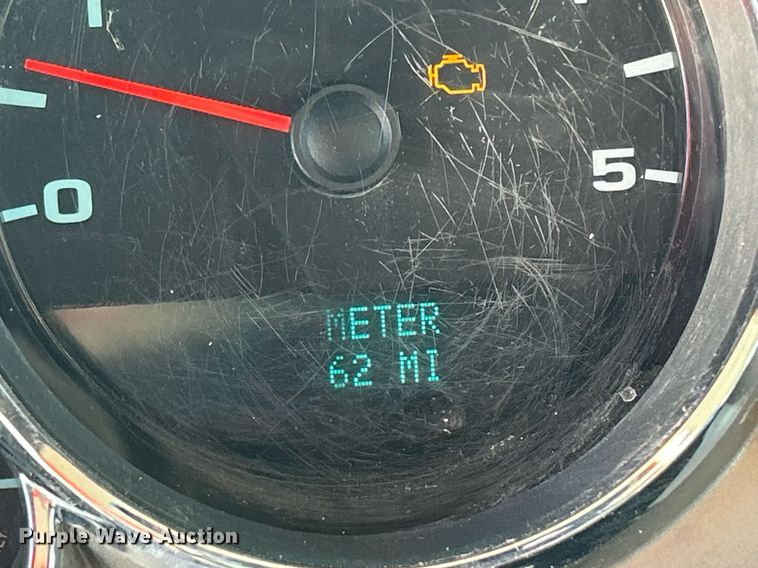 5
0
METER
62 MI
Purple Wave Auction